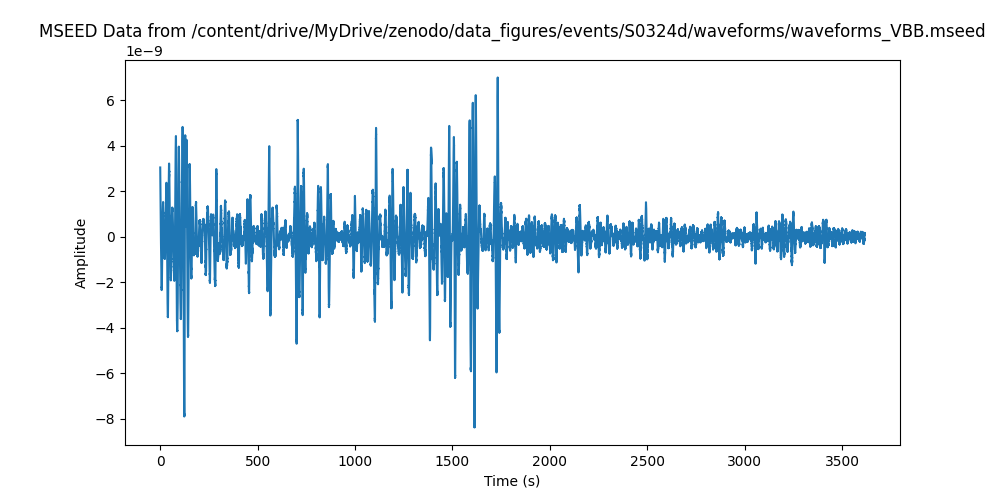 MSEED Data from /content/drive/MyDrive/zenodo/data_figures/events/S0324d/waveforms/waveforms_VBB.mseed
1e−9
6
4
2
0
−2
−4
−6
−8
Amplitude
0 500 1000 1500 2000 2500 3000 3500
Time (s)